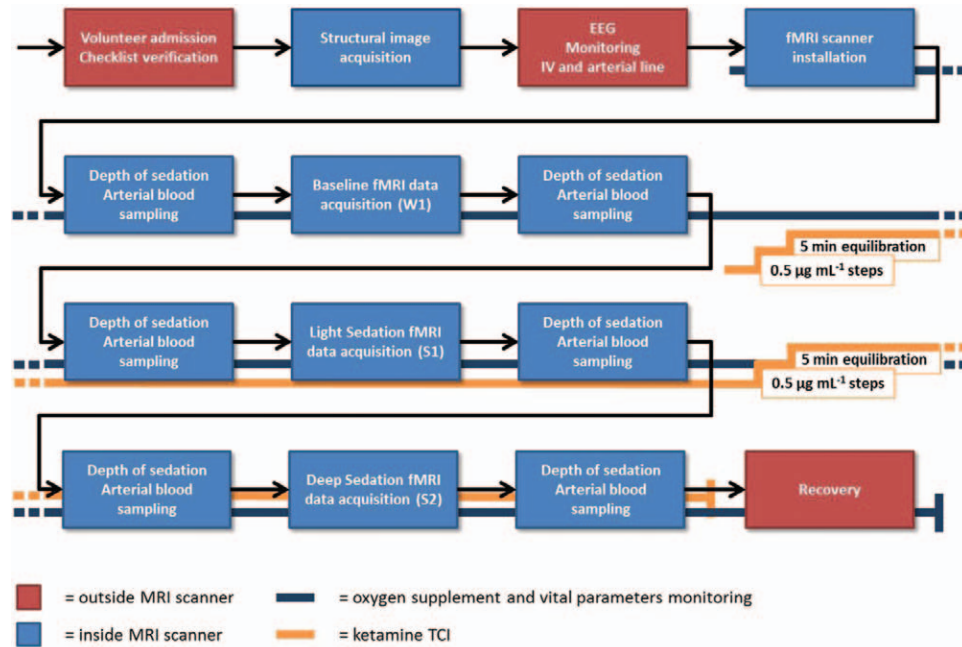 Volunteer admission
Checklist verification
Structural image
acquisition
EEG
Monitoring
IV and arterial line
fMRI scanner
installation
Depth of sedation
Arterial blood
sampling
Baseline fMRI data
acquisition (W1)
Depth of sedation
Arterial blood
sampling
5 min equilibration
0.5 µg mL⁻¹ steps
Depth of sedation
Arterial blood
sampling
Light Sedation fMRI
data acquisition (S1)
Depth of sedation
Arterial blood
sampling
5 min equilibration
0.5 µg mL⁻¹ steps
Depth of sedation
Arterial blood
sampling
Deep Sedation fMRI
data acquisition (S2)
Depth of sedation
Arterial blood
sampling
Recovery
= outside MRI scanner
= oxygen supplement and vital parameters monitoring
= inside MRI scanner
= ketamine TCI